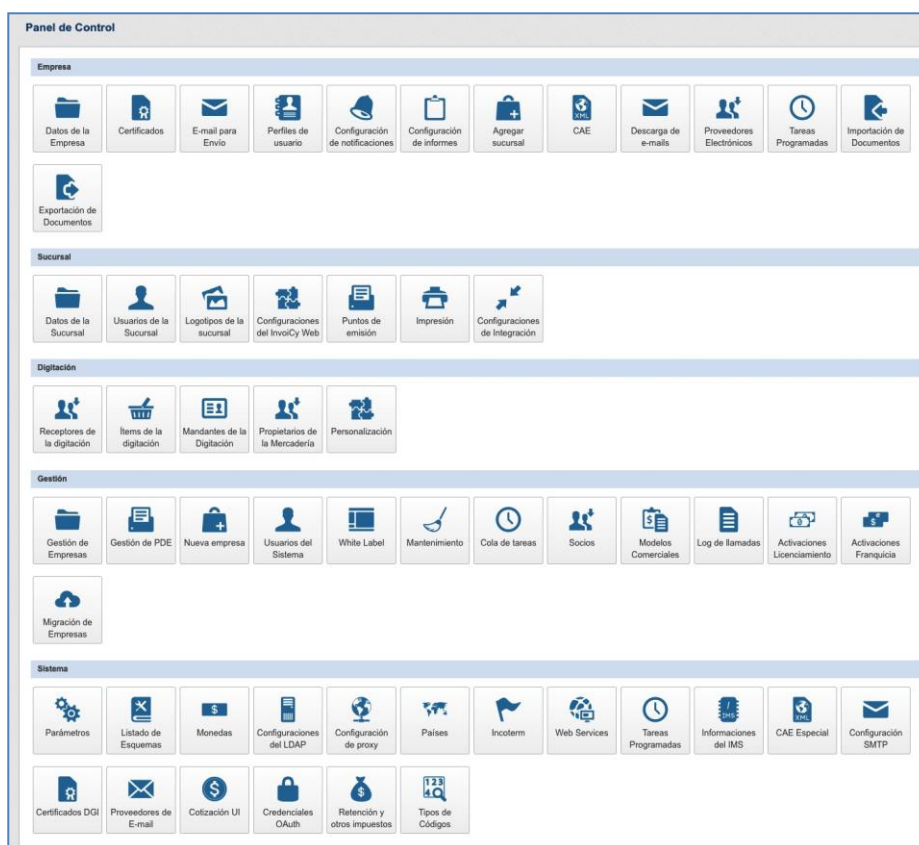 Panel de Control
Empresa
Datos de la
Empresa
Certificados
E-mail para
Envío
Perfiles de
usuario
Configuración
de notificaciones
Configuración
de informes
Agregar
sucursal
XML
CAE
Descarga de
e-mails
Proveedores
Electrónicos
Tareas
Programadas
Importación de
Documentos
Exportación de
Documentos
Sucursal
Datos de la
Sucursal
Usuarios de la
Sucursal
Logotipos de la
sucursal
Configuraciones
del InvoiCy Web
Puntos de
emisión
Impresión
Configuraciones
de Integración
Digitación
Receptores de
la digitación
Ítems de la
digitación
Mandantes de la
Digitación
Propietarios de
la Mercadería
Personalización
Gestión
Gestión de
Empresas
Gestión de PDE
Nueva empresa
Usuarios del
Sistema
White Label
Mantenimiento
Cola de tareas
Socios
$
Modelos
Comerciales
Log de llamadas
Activaciones
Licenciamiento
$
Activaciones
Franquicia
Migración de
Empresas
Sistema
Parámetros
Listado de
Esquemas
$
Monedas
Configuraciones
del LDAP
Configuración
de proxy
Países
Incoterm
Web Services
Tareas
Programadas
IMS
Informaciones
del IMS
XML
CAE Especial
Configuración
SMTP
Certificados DGI
Proveedores de
E-mail
$
Cotización UI
Credenciales
OAuth
$
Retención y
otros impuestos
123
4
Tipos de
Códigos